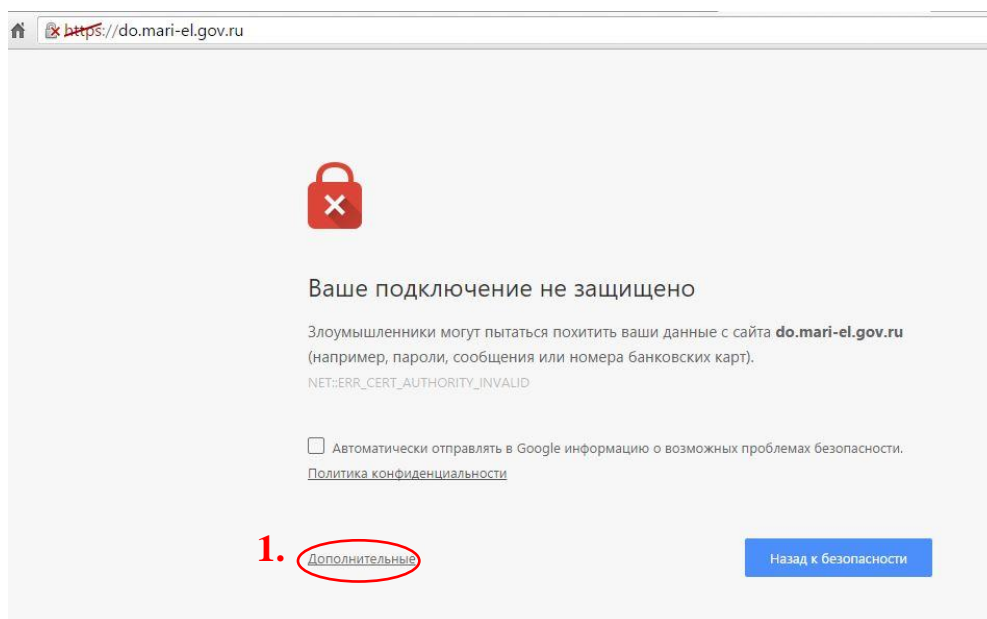 https://do.mari-el.gov.ru
Ваше подключение не защищено
Злоумышленники могут пытаться похитить ваши данные с сайта do.mari-el.gov.ru
(например, пароли, сообщения или номера банковских карт).
NET::ERR_CERT_AUTHORITY_INVALID
Автоматически отправлять в Google информацию о возможных проблемах безопасности.
Политика конфиденциальности
1. Дополнительные
Назад к безопасности